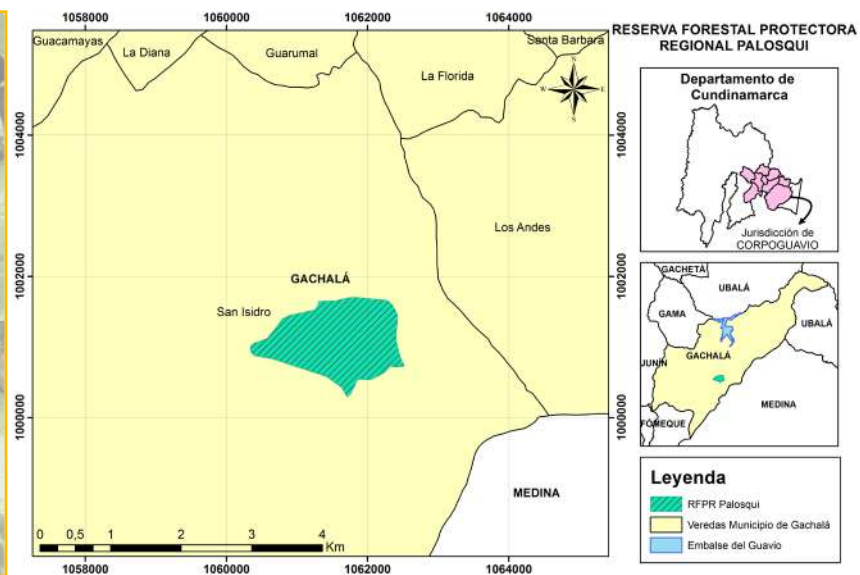 1058000
1060000
1062000
1064000
RESERVA FORESTAL PROTECTORA
REGIONAL PALOSQUI
Guacamayas
La Diana
Guarumal
Santa Barbara
La Florida
N
W
E
S
1004000
1004000
Los Andes
1002000
1002000
GACHALÁ
San Isidro
1000000
1000000
MEDINA
0
0,5
1
2
3
4
Km
1058000
1060000
1062000
1064000
Departamento de
Cundinamarca
Jurisdicción de
CORPOGUAVIO
GACHETÁ
UBALÁ
GAMA
UBALÁ
GACHALÁ
JUNÍN
MEDINA
FÓMEQUE
Leyenda
RFPR Palosqui
Veredas Municipio de Gachalá
Embalse del Guavio